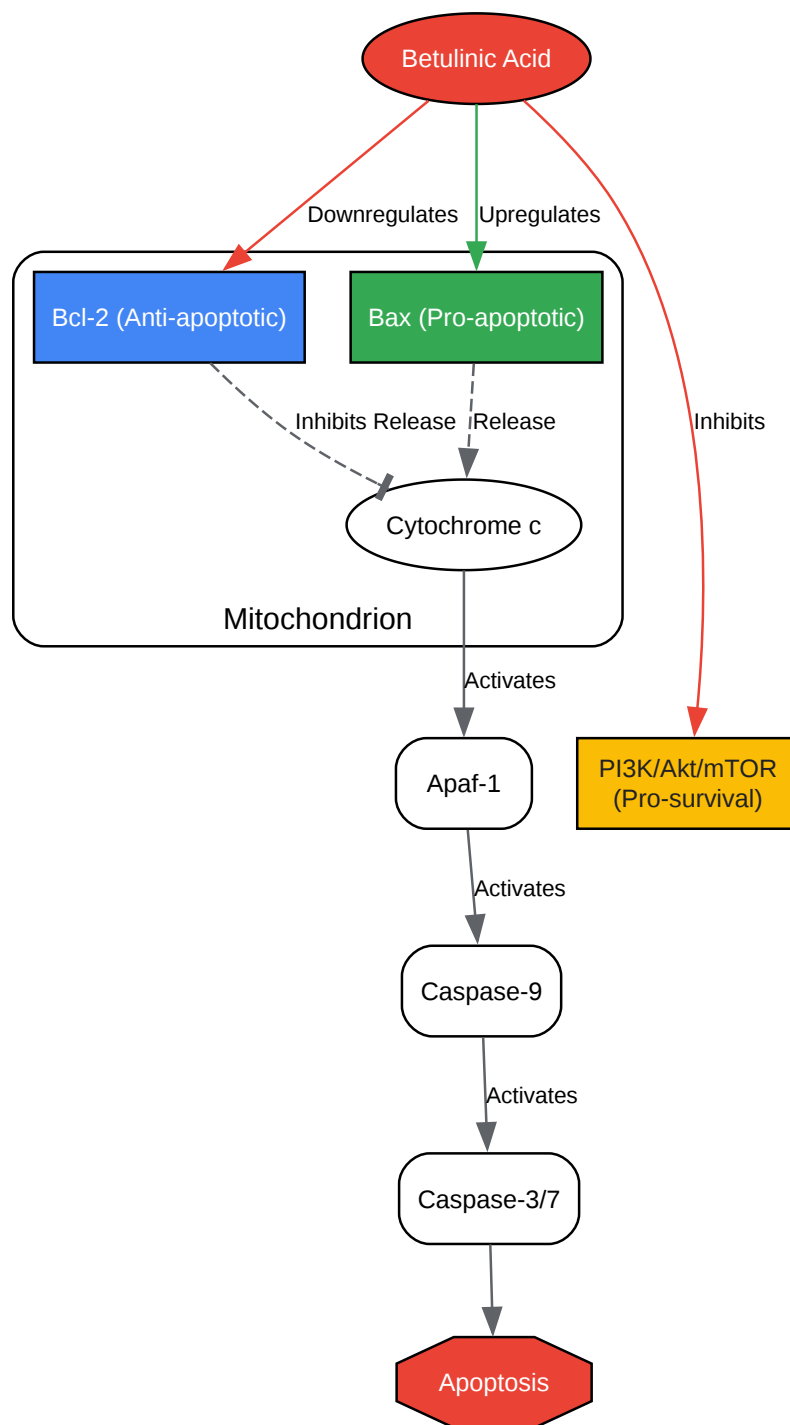 Betulinic Acid
Downregulates
Upregulates
Bcl-2 (Anti-apoptotic)
Bax (Pro-apoptotic)
Inhibits Release
Release
Inhibits
Cytochrome c
Mitochondrion
Activates
Apaf-1
PI3K/Akt/mTOR
(Pro-survival)
Activates
Caspase-9
Activates
Caspase-3/7
Apoptosis